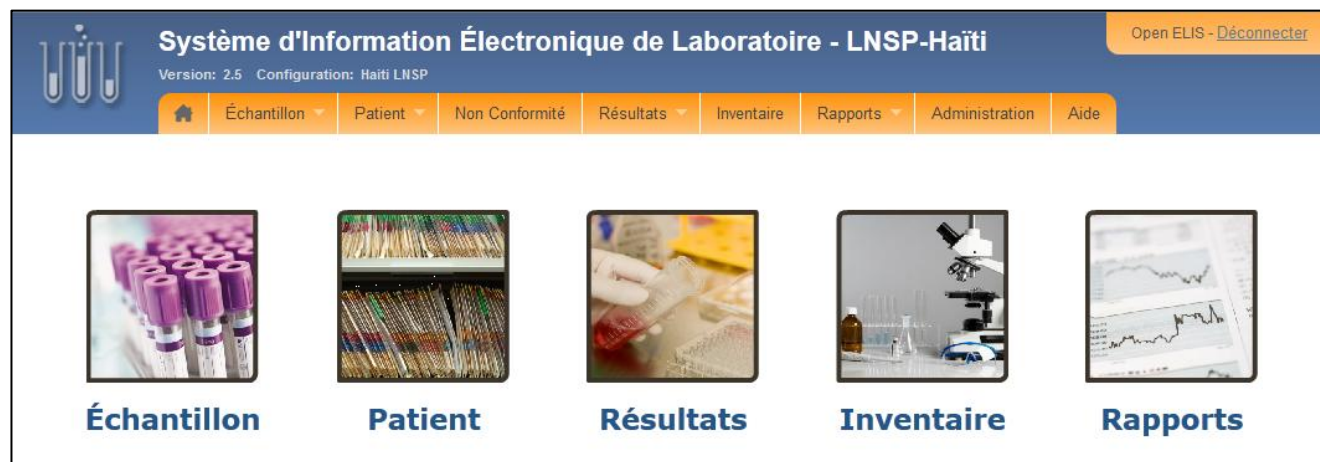 Système d'Information Électronique de Laboratoire - LNSP-Haïti
Open ELIS - Déconnecter
Version: 2.5 Configuration: Haiti LNSP
Échantillon Patient Non Conformité Résultats Inventaire Rapports Administration Aide
Échantillon Patient Résultats Inventaire Rapports